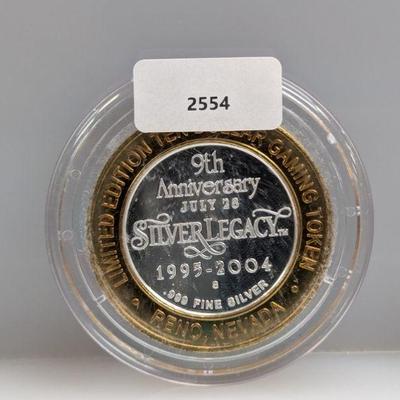 2554
LIMITED EDITION TEN DOLLAR GAMING TOKEN
9th
Anniversary
JULY 28
SILVER LEGACY™
1995-2004
S
.999 FINE SILVER
RENO, NEVADA